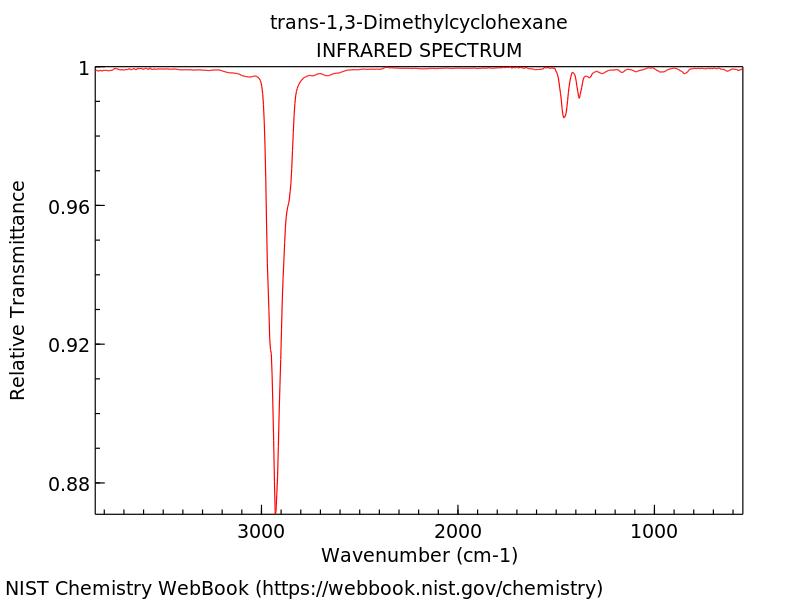 trans-1,3-Dimethylcyclohexane
INFRARED SPECTRUM
1
0.96
0.92
0.88
Relative Transmittance
3000 2000 1000
Wavenumber (cm-1)
NIST Chemistry WebBook (https://webbook.nist.gov/chemistry)